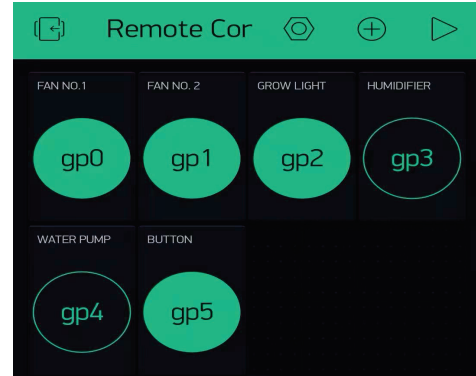 Remote Cor
FAN NO.1 FAN NO. 2 GROW LIGHT HUMIDIFIER
gp0 gp1 gp2 gp3
WATER PUMP BUTTON
gp4 gp5